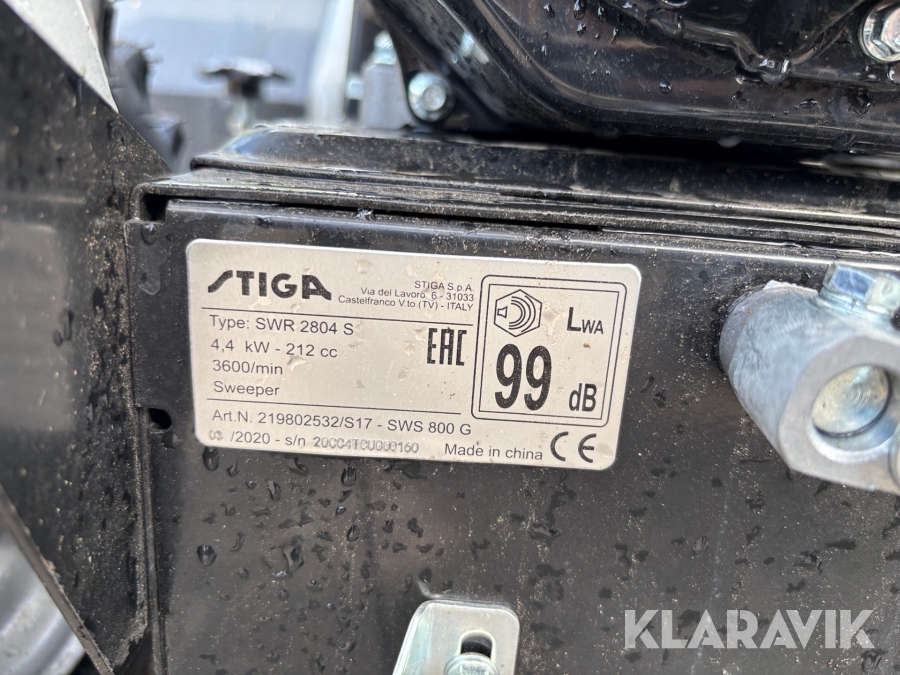 STIGA
STIGA S.p.A.
Via del Lavoro, 6 - 31033
Castelfranco V.to (TV) - ITALY
Type: SWR 2804 S
4,4 kW - 212 cc
3600/min
Sweeper
EAC
LWA
99 dB
Art.N. 219802532/S17 - SWS 800 G
03 /2020 - s/n
Made in china CE
KLARAVIK